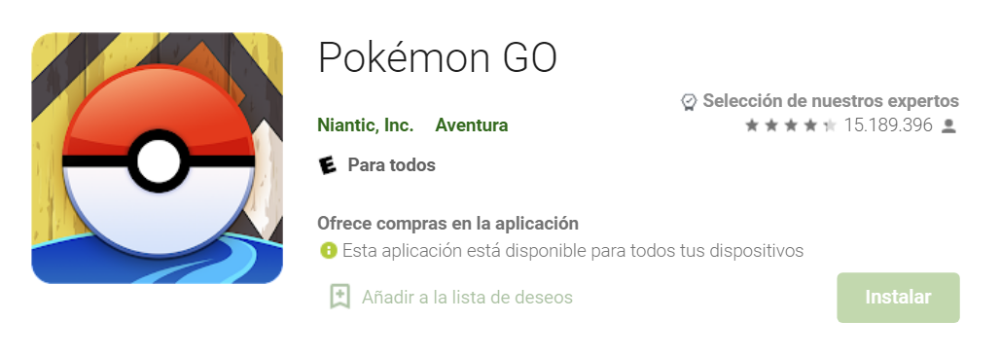 Pokémon GO
Selección de nuestros expertos
15.189.396
Niantic, Inc. Aventura
E Para todos
Ofrece compras en la aplicación
Esta aplicación está disponible para todos tus dispositivos
Añadir a la lista de deseos
Instalar